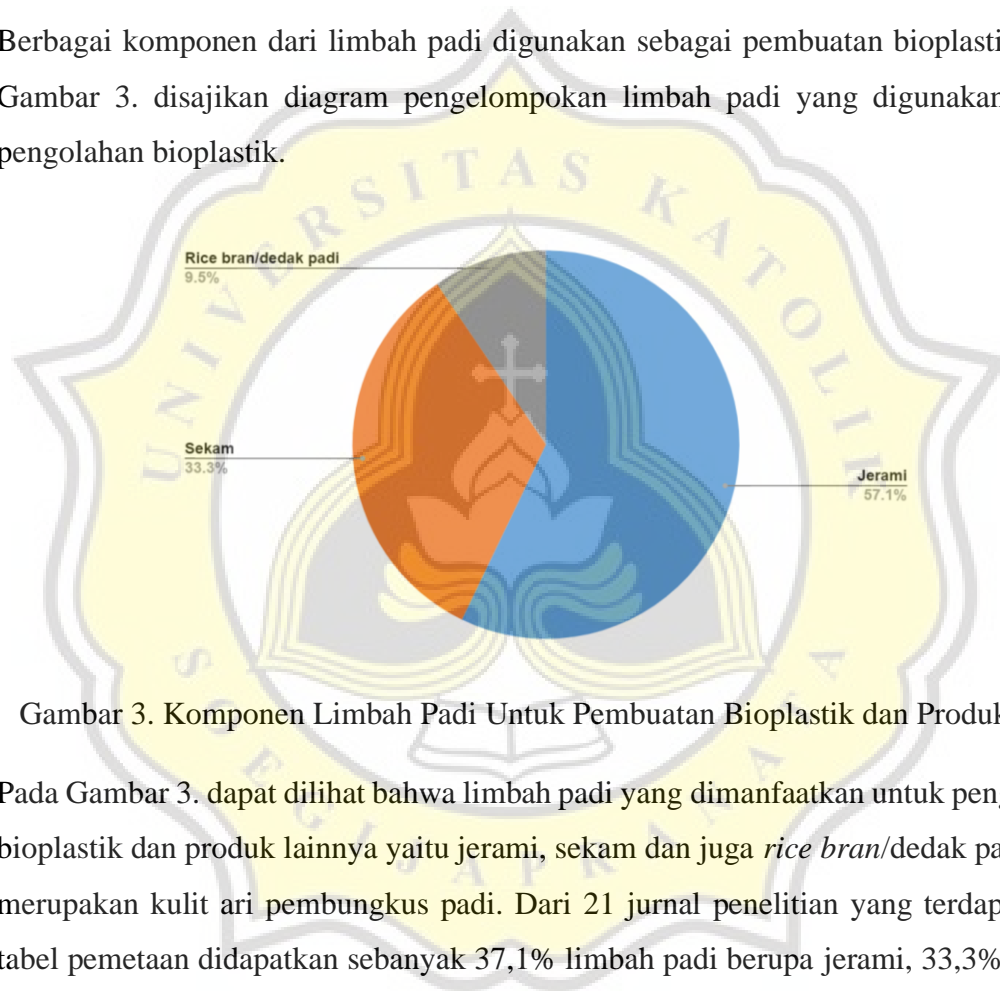 Berbagai komponen dari limbah padi digunakan sebagai pembuatan bioplasti
Gambar 3. disajikan diagram pengelompokan limbah padi yang digunakan
pengolahan bioplastik.
UNIVERSITAS KATOLIK
Rice bran/dedak padi
9.5%
Sekam
33.3%
Jerami
57.1%
Gambar 3. Komponen Limbah Padi Untuk Pembuatan Bioplastik dan Produk
SOEGIJAPRANATA
Pada Gambar 3. dapat dilihat bahwa limbah padi yang dimanfaatkan untuk peng
bioplastik dan produk lainnya yaitu jerami, sekam dan juga rice bran/dedak pa
merupakan kulit ari pembungkus padi. Dari 21 jurnal penelitian yang terdap
tabel pemetaan didapatkan sebanyak 37,1% limbah padi berupa jerami, 33,3%